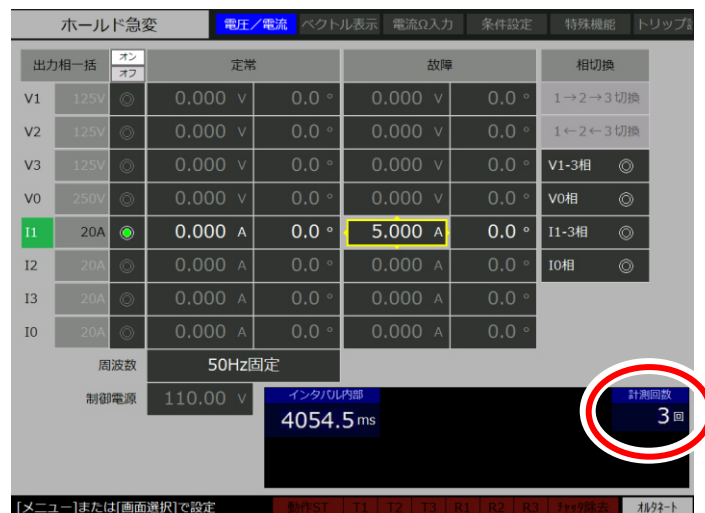 ホールド急変 電圧／電流 ベクトル表示 電流Ω入力 条件設定 特殊機能 トリップ
出力相一括 オン オフ 定常 故障 相切換
V1 125V ◎ 0.000 V 0.0 ° 0.000 V 0.0 ° 1→2→3切換
V2 125V ◎ 0.000 V 0.0 ° 0.000 V 0.0 ° 1←2←3切換
V3 125V ◎ 0.000 V 0.0 ° 0.000 V 0.0 ° V1-3相 ◎
V0 250V ◎ 0.000 V 0.0 ° 0.000 V 0.0 ° V0相 ◎
I1 20A ◎ 0.000 A 0.0 ° 5.000 A 0.0 ° I1-3相 ◎
I2 20A ◎ 0.000 A 0.0 ° 0.000 A 0.0 ° I0相 ◎
I3 20A ◎ 0.000 A 0.0 ° 0.000 A 0.0 °
I0 20A ◎ 0.000 A 0.0 ° 0.000 A 0.0 °
周波数 50Hz固定
制御電源 110.00 V インタバル内部 計測回数
4054.5 ms 3 回
[メニュー]または[画面選択]で設定 動作ST T1 T2 T3 R1 R2 R3 ﾁｬｯﾀ除去 ｵﾙﾀﾈｰﾄ